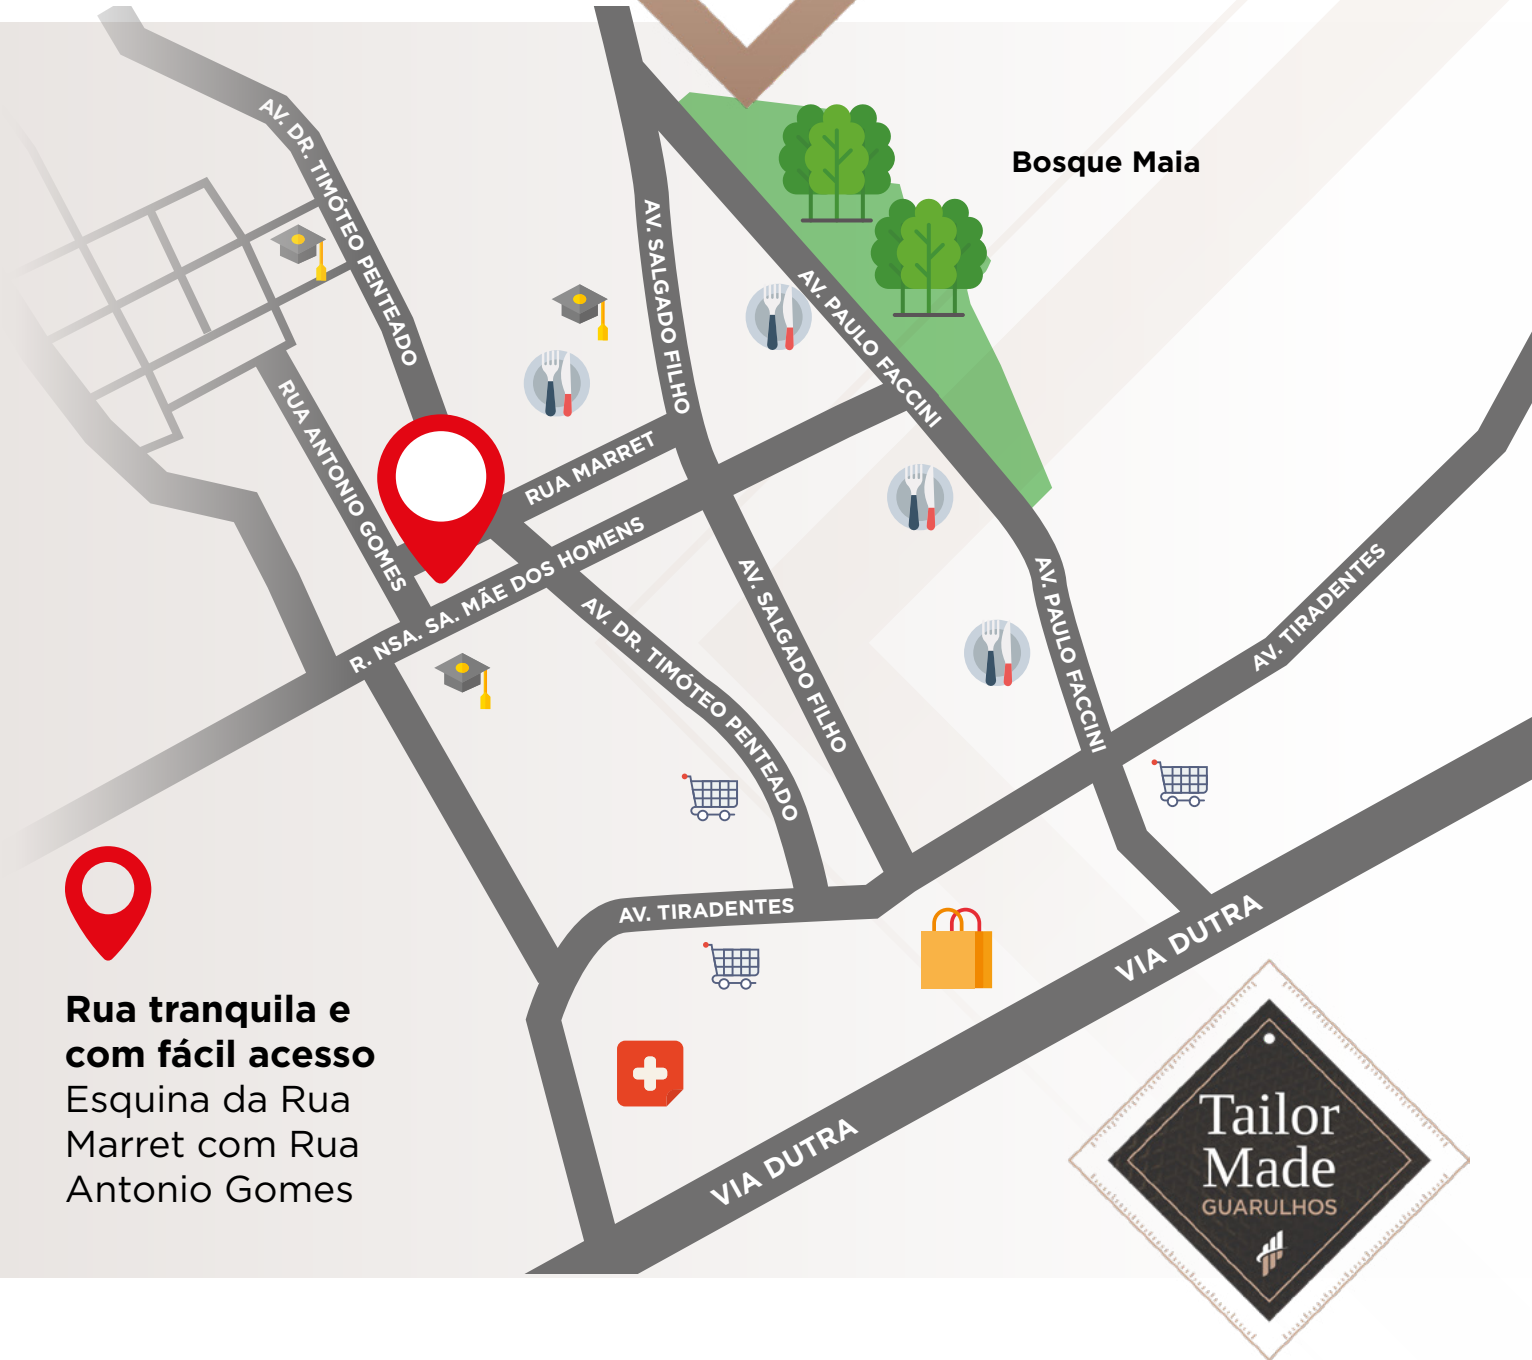 AV. DR. TIMÓTEO PENTEADO
Bosque Maia
AV. SALGADO FILHO
AV. PAULO FACCINI
RUA ANTONIO GOMES
RUA MARRET
R. NSA. SA. MÃE DOS HOMENS
AV. DR. TIMÓTEO PENTEADO
AV. SALGADO FILHO
AV. PAULO FACCINI
AV. TIRADENTES
AV. TIRADENTES
VIA DUTRA
VIA DUTRA
Rua tranquila e
com fácil acesso
Esquina da Rua
Marret com Rua
Antonio Gomes
Tailor
Made
GUARULHOS